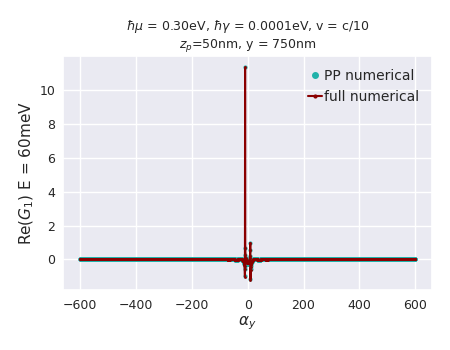 ℏμ = 0.30eV, ℏγ = 0.0001eV, v = c/10
z_p=50nm, y = 750nm
PP numerical
full numerical
Re(G_1) E = 60meV
10
8
6
4
2
0
−600 −400 −200 0 200 400 600
α_y